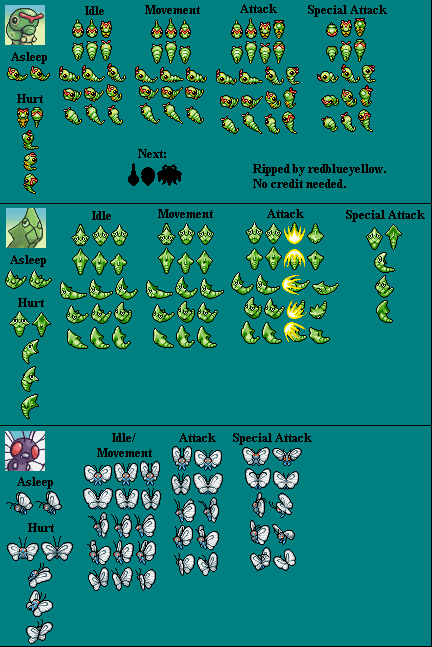 Idle
Movement
Attack
Special Attack
Asleep
Hurt
Next:
Ripped by redblueyellow.
No credit needed.
Idle
Movement
Attack
Special Attack
Asleep
Hurt
Idle/
Movement
Attack
Special Attack
Asleep
Hurt